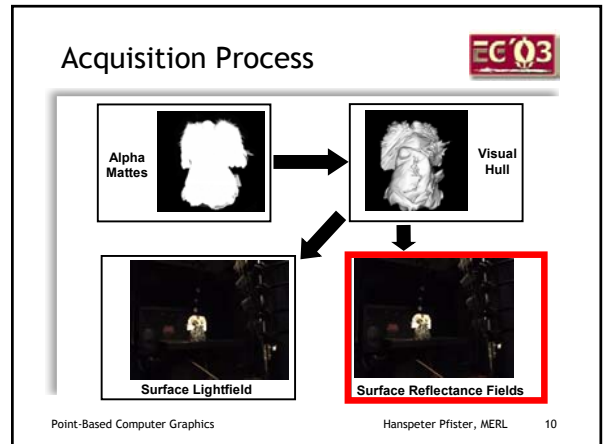 Acquisition Process
EG'03
Alpha
Mattes
Visual
Hull
Surface Lightfield
Surface Reflectance Fields
Point-Based Computer Graphics
Hanspeter Pfister, MERL
10